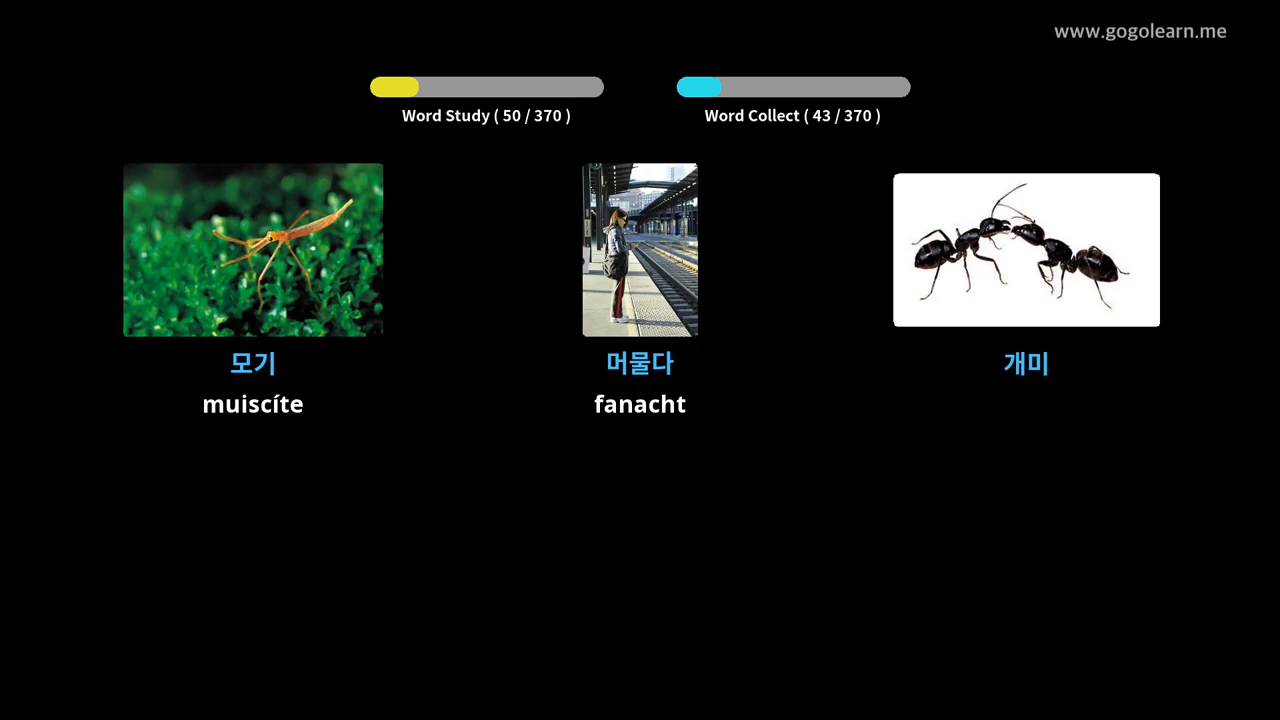 www.gogolearn.me
Word Study ( 50 / 370 )
Word Collect ( 43 / 370 )
모기
머물다
개미
muiscíte
fanacht